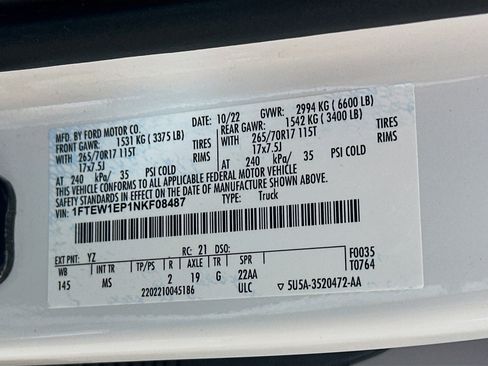 MFD. BY FORD MOTOR CO.
DATE: 10/22 GVWR: 2994 KG (6600 LB)
FRONT GAWR: 1531 KG (3375 LB) REAR GAWR: 1542 KG (3400 LB)
WITH 265/70R17 115T TIRES WITH 265/70R17 115T TIRES
17x7.5J RIMS 17x7.5J RIMS
AT 240 kPa/ 35 PSI COLD AT 240 kPa/ 35 PSI COLD
THIS VEHICLE CONFORMS TO ALL APPLICABLE FEDERAL MOTOR VEHICLE
SAFETY STANDARDS IN EFFECT ON THE DATE OF MANUFACTURE SHOWN ABOVE.
VIN: 1FTEW1EP1NKF08487 TYPE: Truck
F0035
T0764
EXT PNT: YZ RC: 21 DSO:
WB INT TR TP/PS R AXLE TR SPR
145 MS 2 19 G 22AA
2202210045186 ULC 5U5A-3520472-AA